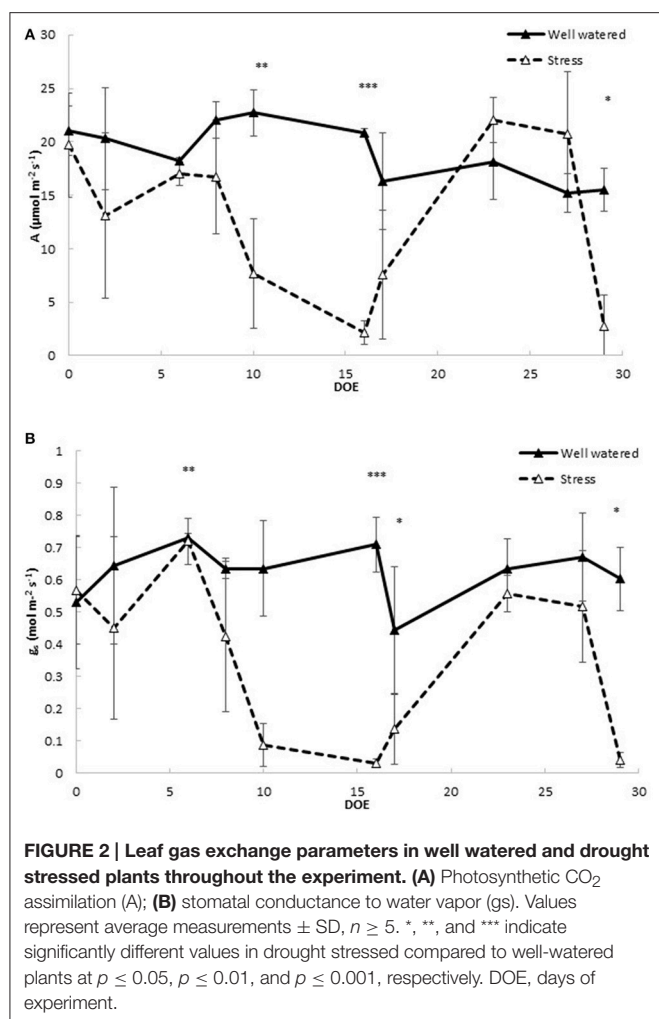 A
Well watered
Stress
**
***
*
30
25
20
15
10
5
0
A (µmol m⁻² s⁻¹)
0 5 10 15 20 25 30
DOE
B
Well watered
Stress
**
***
*
*
1
0.9
0.8
0.7
0.6
0.5
0.4
0.3
0.2
0.1
0
gs (mol m⁻² s⁻¹)
0 5 10 15 20 25 30
DOE
FIGURE 2 | Leaf gas exchange parameters in well watered and drought
stressed plants throughout the experiment. (A) Photosynthetic CO₂
assimilation (A); (B) stomatal conductance to water vapor (gs). Values
represent average measurements ± SD, n ≥ 5. *, **, and *** indicate
significantly different values in drought stressed compared to well-watered
plants at p ≤ 0.05, p ≤ 0.01, and p ≤ 0.001, respectively. DOE, days of
experiment.